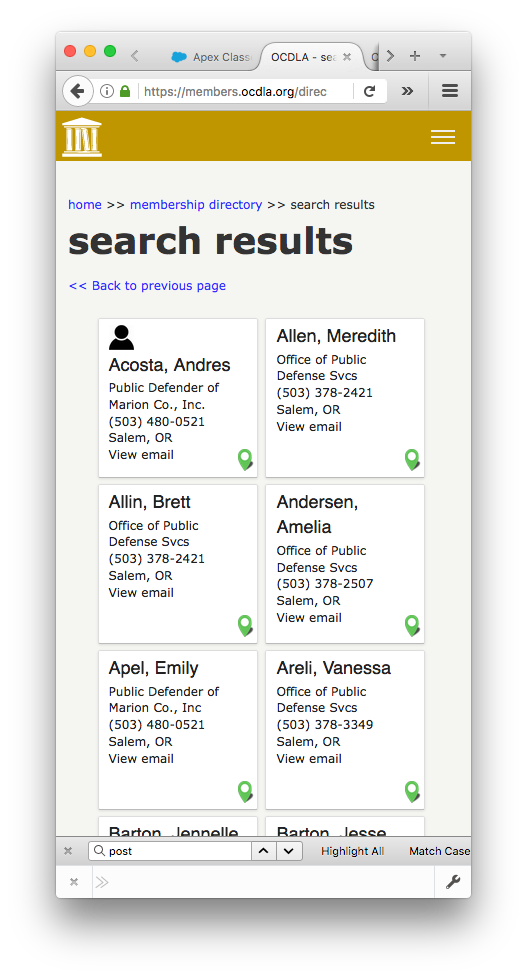 Apex Class
OCDLA - sea
https://members.ocdla.org/direc
home >> membership directory >> search results
search results
<< Back to previous page
Acosta, Andres
Public Defender of
Marion Co., Inc.
(503) 480-0521
Salem, OR
View email
Allen, Meredith
Office of Public
Defense Svcs
(503) 378-2421
Salem, OR
View email
Allin, Brett
Office of Public
Defense Svcs
(503) 378-2421
Salem, OR
View email
Andersen,
Amelia
Office of Public
Defense Svcs
(503) 378-2507
Salem, OR
View email
Apel, Emily
Public Defender of
Marion Co., Inc
(503) 480-0521
Salem, OR
View email
Areli, Vanessa
Office of Public
Defense Svcs
(503) 378-3349
Salem, OR
View email
Barton, Jennelle
Barton, Jesse
post
Highlight All
Match Case